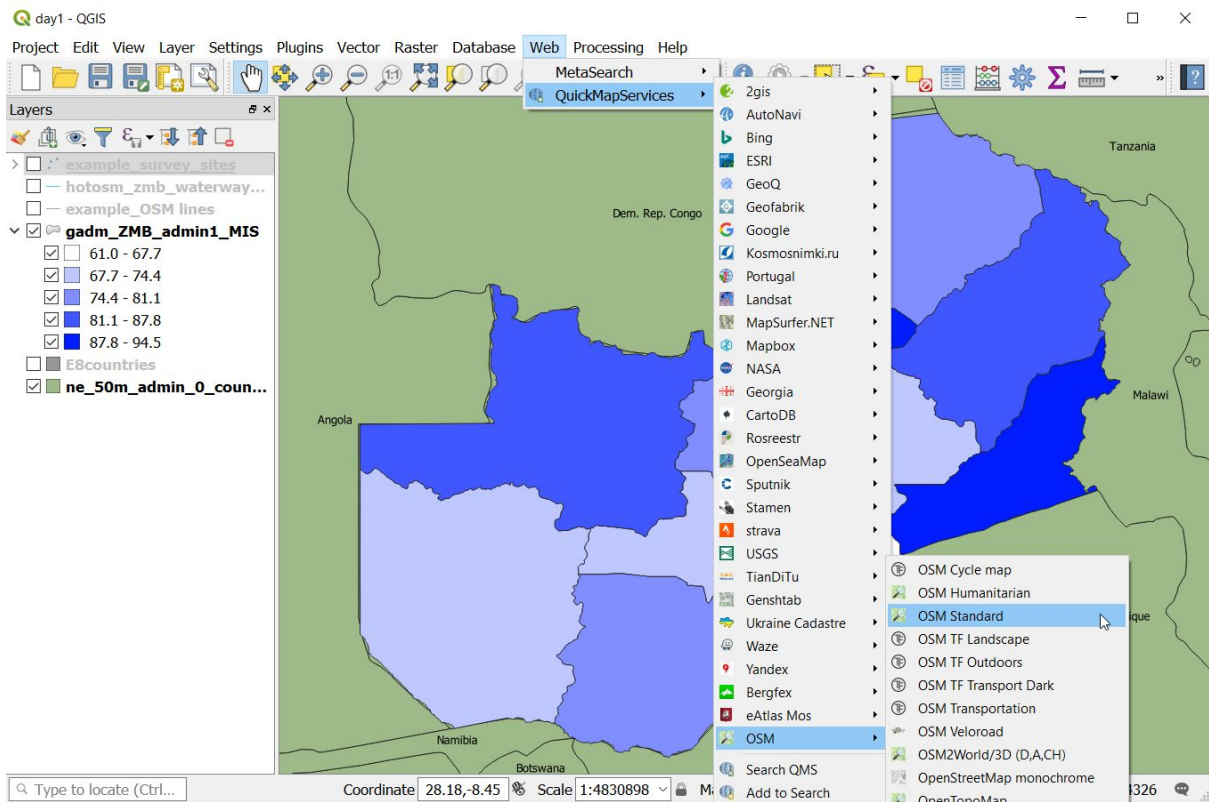 day1 - QGIS
Project Edit View Layer Settings Plugins Vector Raster Database Web Processing Help
MetaSearch
QuickMapServices
Layers
example_survey_sites
hotosm_zmb_waterway...
example_OSM lines
gadm_ZMB_admin1_MIS
61.0 - 67.7
67.7 - 74.4
74.4 - 81.1
81.1 - 87.8
87.8 - 94.5
E8countries
ne_50m_admin_0_coun...
Dem. Rep. Congo
Tanzania
Angola
Malawi
Namibia
Botswana
ique
2gis
AutoNavi
Bing
ESRI
GeoQ
Geofabrik
Google
Kosmosnimki.ru
Portugal
Landsat
MapSurfer.NET
Mapbox
NASA
Georgia
CartoDB
Rosreestr
OpenSeaMap
Sputnik
Stamen
strava
USGS
TianDiTu
Genshtab
Ukraine Cadastre
Waze
Yandex
Bergfex
eAtlas Mos
OSM
Search QMS
Add to Search
OSM Cycle map
OSM Humanitarian
OSM Standard
OSM TF Landscape
OSM TF Outdoors
OSM TF Transport Dark
OSM Transportation
OSM Veloroad
OSM2World/3D (D,A,CH)
OpenStreetMap monochrome
OpenTopoMap
Type to locate (Ctrl... Coordinate 28.18,-8.45 Scale 1:4830898 Ma 4326